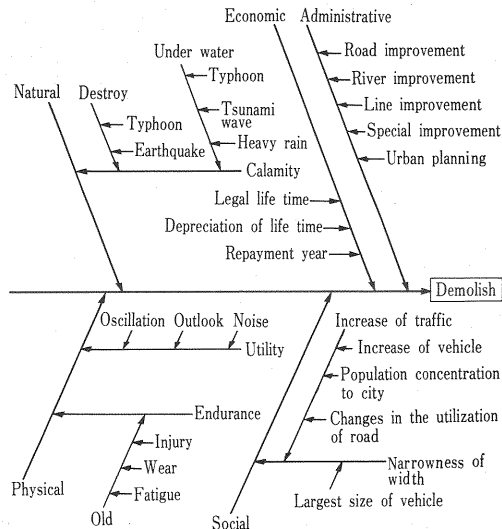 Economic Administrative
Road improvement
River improvement
Line improvement
Special improvement
Urban planning
Under water
Typhoon
Tsunami
wave
Heavy rain
Natural Destroy
Typhoon
Earthquake
Calamity
Legal life time
Depreciation of life time
Repayment year
Demolish
Oscillation Outlook Noise
Utility
Endurance
Injury
Wear
Fatigue
Physical
Old
Increase of traffic
Increase of vehicle
Population concentration
to city
Changes in the utilization
of road
Narrowness of
width
Largest size of vehicle
Social